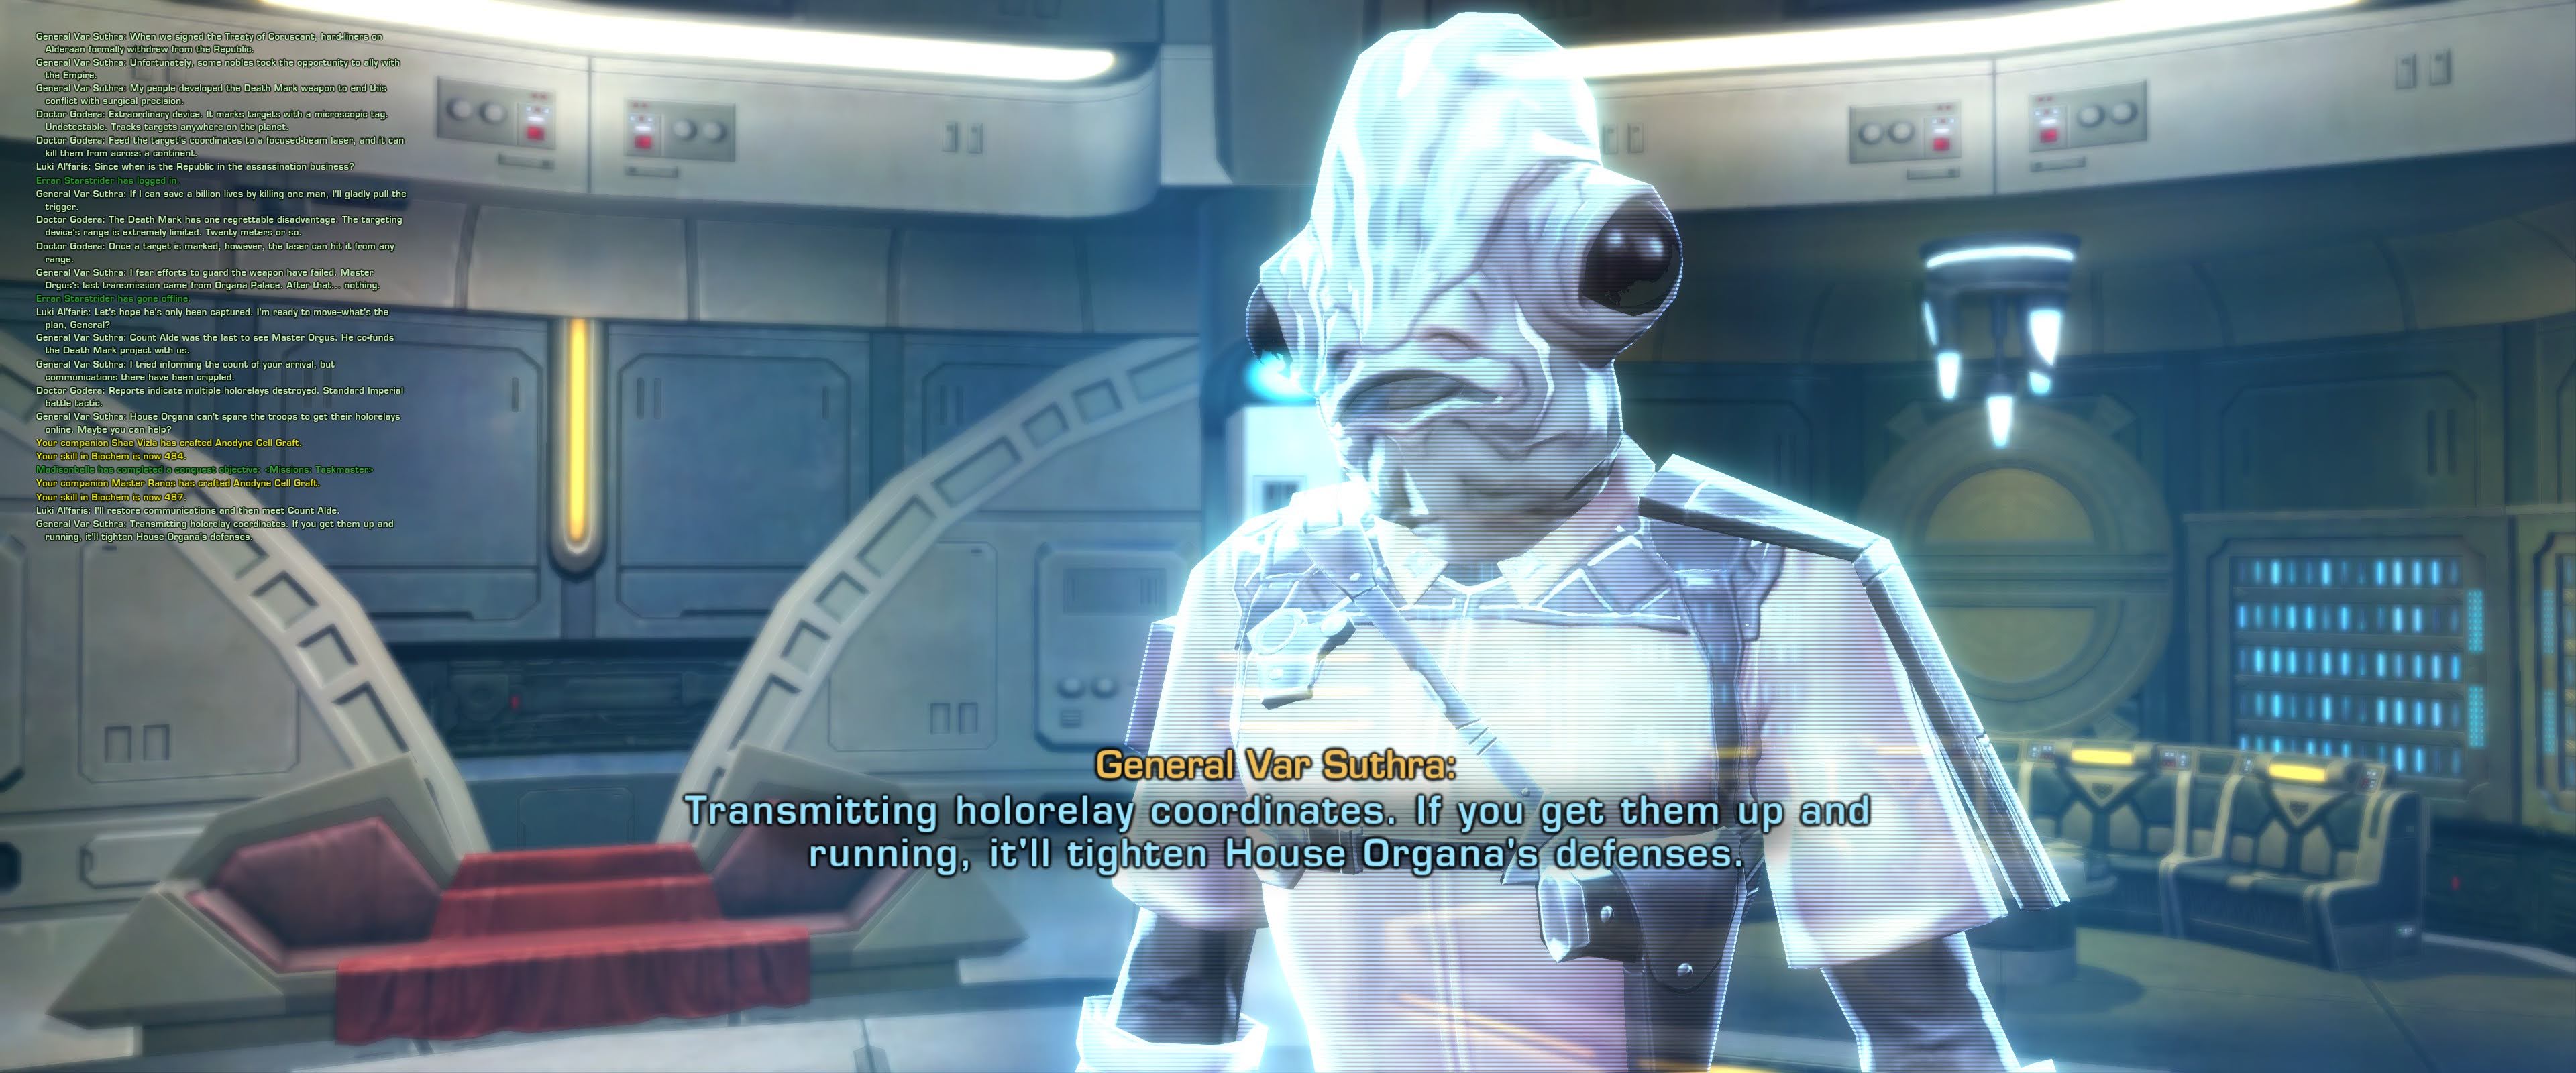 General Var Suthra: When we signed the Treaty of Coruscant, hard-liners on
Alderaan formally withdrew from the Republic.
General Var Suthra: Unfortunately, some nobles took the opportunity to ally with
the Empire.
General Var Suthra: My people developed the Death Mark weapon to end this
conflict with surgical precision.
Doctor Godera: Extraordinary device. It marks targets with a microscopic tag.
Undetectable. Tracks targets anywhere on the planet.
Doctor Godera: Feed the target's coordinates to a focused-beam laser, and it can
kill them from across a continent.
Luki Al'faris: Since when is the Republic in the assassination business?
Erran Starstrider has logged in.
General Var Suthra: If I can save a billion lives by killing one man, I'll gladly pull the
trigger.
Doctor Godera: The Death Mark has one regrettable disadvantage. The targeting
device's range is extremely limited. Twenty meters or so.
Doctor Godera: Once a target is marked, however, the laser can hit it from any
range.
General Var Suthra: I fear efforts to guard the weapon have failed. Master
Orgus's last transmission came from Organa Palace. After that... nothing.
Erran Starstrider has gone offline.
Luki Al'faris: Let's hope he's only been captured. I'm ready to move—what's the
plan, General?
General Var Suthra: Count Alde was the last to see Master Orgus. He co-funds
the Death Mark project with us.
General Var Suthra: I tried informing the count of your arrival, but
communications there have been crippled.
Doctor Godera: Reports indicate multiple holorelays destroyed. Standard Imperial
battle tactic.
General Var Suthra: House Organa can't spare the troops to get their holorelays
online. Maybe you can help?
Your companion Shae Vizla has crafted Anodyne Cell Graft.
Your skill in Biochem is now 484.
Madisonbelle has completed a conquest objective: <Missions: Taskmaster>
Your companion Master Ranos has crafted Anodyne Cell Graft.
Your skill in Biochem is now 487.
Luki Al'faris: I'll restore communications and then meet Count Alde.
General Var Suthra: Transmitting holorelay coordinates. If you get them up and
running, it'll tighten House Organa's defenses.
General Var Suthra:
Transmitting holorelay coordinates. If you get them up and
running, it'll tighten House Organa's defenses.